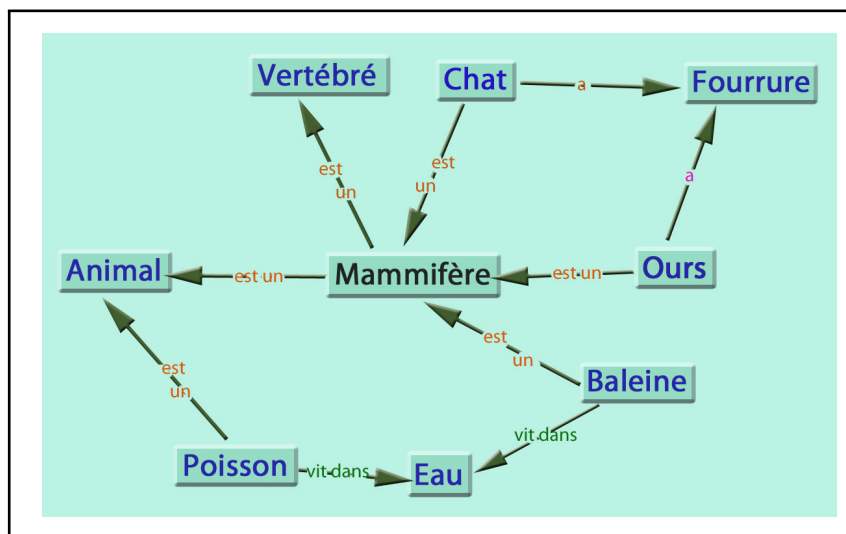 Vertébré
Chat
a
Fourrure
est
un
est
un
a
Animal
est un
Mammifère
est un
Ours
est
un
est
un
Baleine
vit dans
Poisson
vit dans
Eau